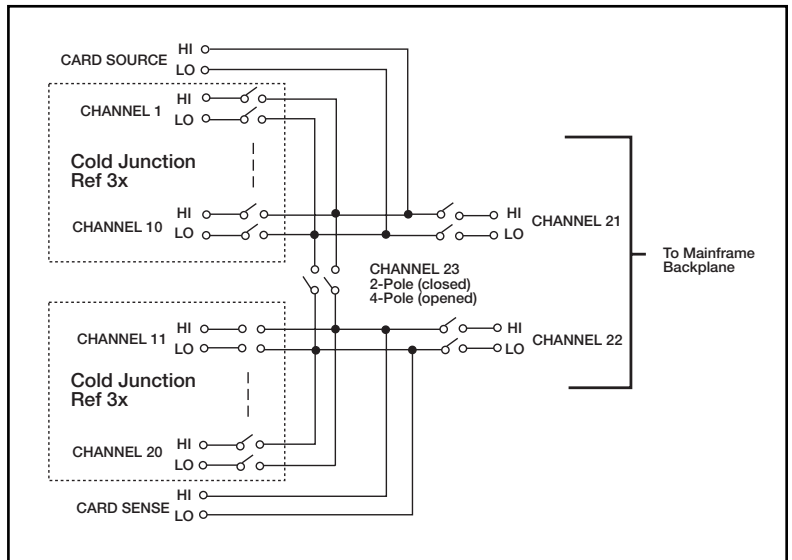 CARD SOURCE HI
LO
CHANNEL 1 HI
LO
Cold Junction
Ref 3x
CHANNEL 10 HI
LO
HI
LO
CHANNEL 21
CHANNEL 23
2-Pole (closed)
4-Pole (opened)
To Mainframe
Backplane
CHANNEL 11 HI
LO
HI
LO
CHANNEL 22
Cold Junction
Ref 3x
CHANNEL 20 HI
LO
CARD SENSE HI
LO